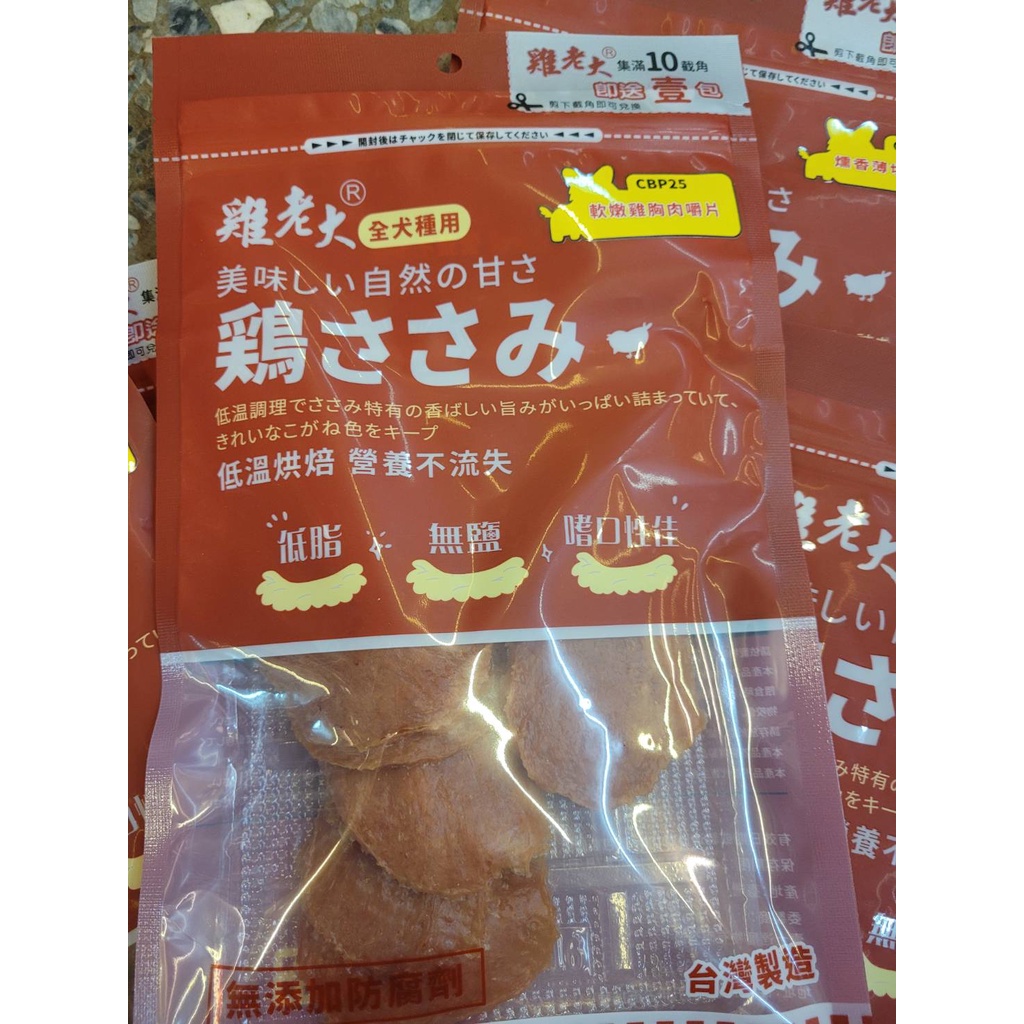 雞老大® 集滿10截角
即送壹包
剪下截角即可兌換
開封後はチャックを閉じて保存してください
雞老大®
全犬種用
CBP25
軟嫩雞胸肉嚼片
美味しい自然の甘さ
鶏ささみ
低温調理でささみ特有の香ばしい旨みがいっぱい詰まっていて、
きれいなこがね色をキープ
低溫烘焙 營養不流失
低脂
無鹽
嗜口性佳
無添加防腐劑
台灣製造